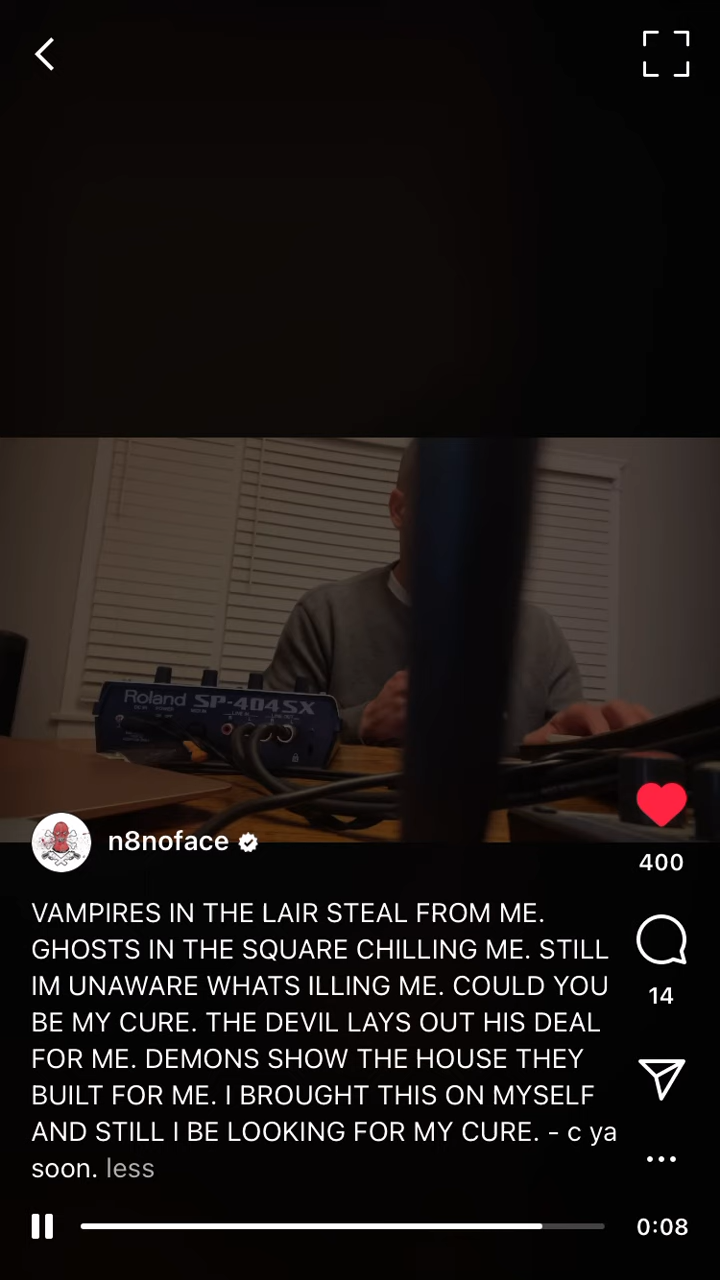 Roland SP-404SX
n8noface
400
VAMPIRES IN THE LAIR STEAL FROM ME.
GHOSTS IN THE SQUARE CHILLING ME. STILL
IM UNAWARE WHATS ILLING ME. COULD YOU
BE MY CURE. THE DEVIL LAYS OUT HIS DEAL
FOR ME. DEMONS SHOW THE HOUSE THEY
BUILT FOR ME. I BROUGHT THIS ON MYSELF
AND STILL I BE LOOKING FOR MY CURE. - c ya
soon. less
14
0:08